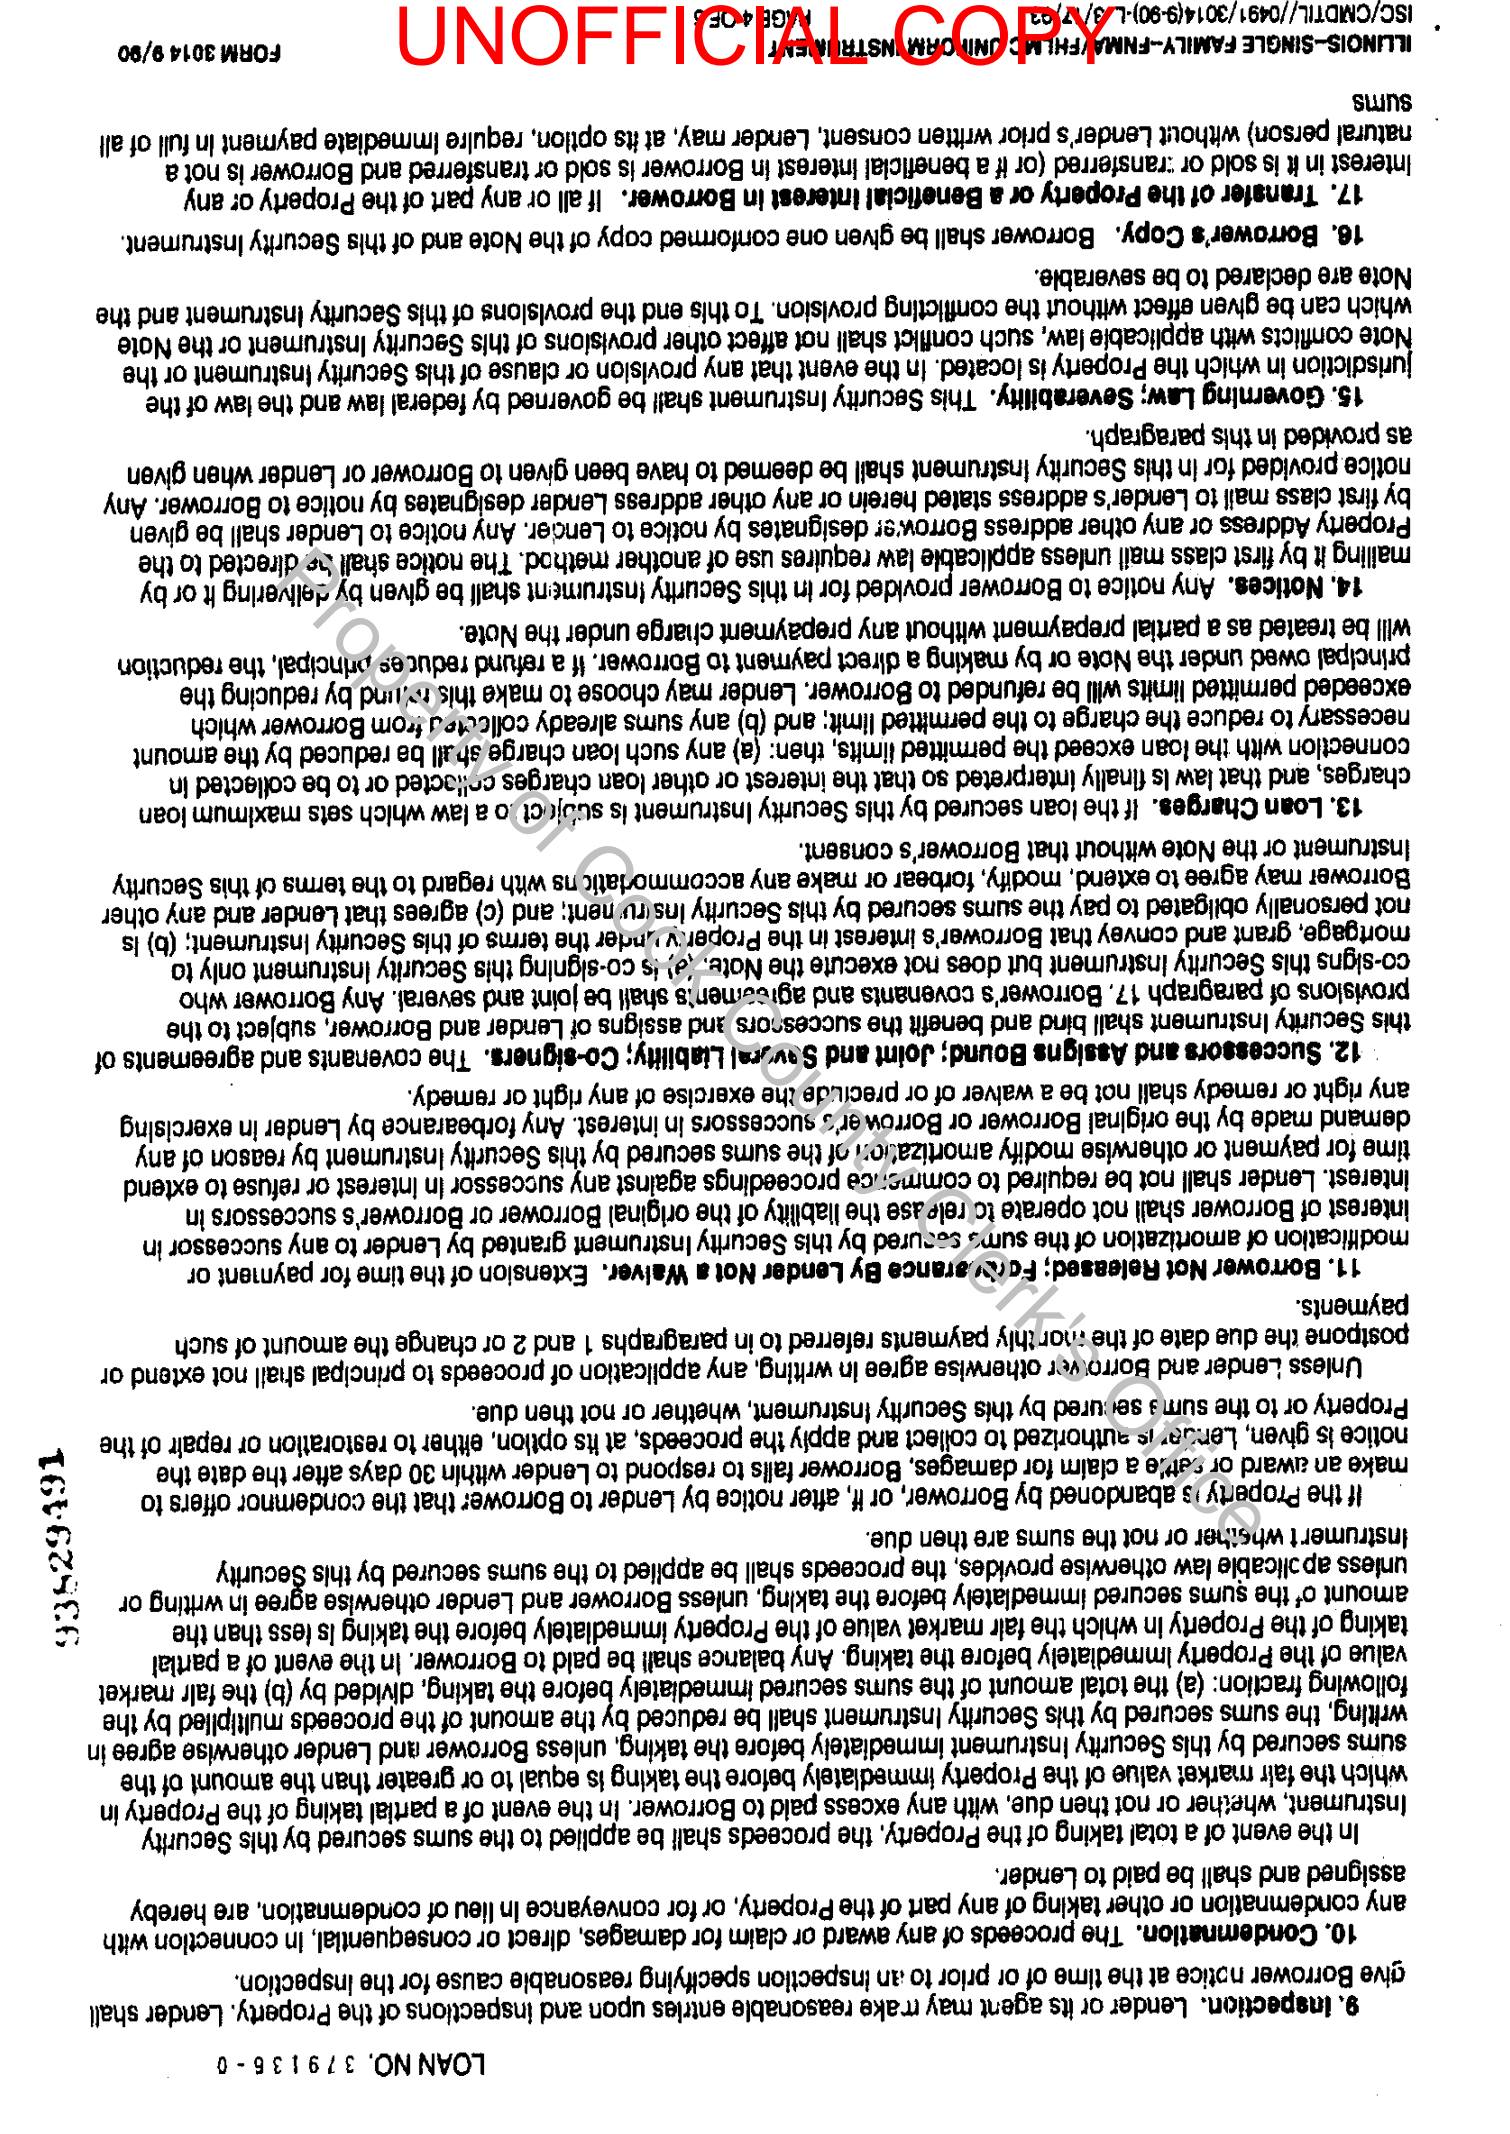 UNOFFICIAL COPY
LOAN NO. 379136-0
9. Inspection. Lender or its agent may make reasonable entries upon and inspections of the Property. Lender shall
give Borrower notice at the time of or prior to an inspection specifying reasonable cause for the inspection.
10. Condemnation. The proceeds of any award or claim for damages, direct or consequential, in connection with
any condemnation or other taking of any part of the Property, or for conveyance in lieu of condemnation, are hereby
assigned and shall be paid to Lender.
In the event of a total taking of the Property, the proceeds shall be applied to the sums secured by this Security
Instrument, whether or not then due, with any excess paid to Borrower. In the event of a partial taking of the Property in
which the fair market value of the Property immediately before the taking is equal to or greater than the amount of the
sums secured by this Security Instrument immediately before the taking, unless Borrower and Lender otherwise agree in
writing, the sums secured by this Security Instrument shall be reduced by the amount of the proceeds multiplied by the
following fraction: (a) the total amount of the sums secured immediately before the taking, divided by (b) the fair market
value of the Property immediately before the taking. Any balance shall be paid to Borrower. In the event of a partial
taking of the Property in which the fair market value of the Property immediately before the taking is less than the
amount of the sums secured immediately before the taking, unless Borrower and Lender otherwise agree in writing or
unless applicable law otherwise provides, the proceeds shall be applied to the sums secured by this Security
Instrument whether or not the sums are then due.
If the Property is abandoned by Borrower, or if, after notice by Lender to Borrower that the condemnor offers to
make an award or settle a claim for damages, Borrower fails to respond to Lender within 30 days after the date the
notice is given, Lender is authorized to collect and apply the proceeds, at its option, either to restoration or repair of the
Property or to the sums secured by this Security Instrument, whether or not then due.
Unless Lender and Borrower otherwise agree in writing, any application of proceeds to principal shall not extend or
postpone the due date of the monthly payments referred to in paragraphs 1 and 2 or change the amount of such
payments.
11. Borrower Not Released; Forbearance By Lender Not a Waiver. Extension of the time for payment or
modification of amortization of the sums secured by this Security Instrument granted by Lender to any successor in
interest of Borrower shall not operate to release the liability of the original Borrower or Borrower's successors in
interest. Lender shall not be required to commence proceedings against any successor in interest or refuse to extend
time for payment or otherwise modify amortization of the sums secured by this Security Instrument by reason of any
demand made by the original Borrower or Borrower's successors in interest. Any forbearance by Lender in exercising
any right or remedy shall not be a waiver of or preclude the exercise of any right or remedy.
12. Successors and Assigns Bound; Joint and Several Liability; Co-signers. The covenants and agreements of
this Security Instrument shall bind and benefit the successors and assigns of Lender and Borrower, subject to the
provisions of paragraph 17. Borrower's covenants and agreements shall be joint and several. Any Borrower who
co-signs this Security Instrument but does not execute the Note: (a) is co-signing this Security Instrument only to
mortgage, grant and convey that Borrower's interest in the Property under the terms of this Security Instrument; (b) is
not personally obligated to pay the sums secured by this Security Instrument; and (c) agrees that Lender and any other
Borrower may agree to extend, modify, forbear or make any accommodations with regard to the terms of this Security
Instrument or the Note without that Borrower's consent.
13. Loan Charges. If the loan secured by this Security Instrument is subject to a law which sets maximum loan
charges, and that law is finally interpreted so that the interest or other loan charges collected or to be collected in
connection with the loan exceed the permitted limits, then: (a) any such loan charge shall be reduced by the amount
necessary to reduce the charge to the permitted limit; and (b) any sums already collected from Borrower which
exceeded permitted limits will be refunded to Borrower. Lender may choose to make this refund by reducing the
principal owed under the Note or by making a direct payment to Borrower. If a refund reduces principal, the reduction
will be treated as a partial prepayment without any prepayment charge under the Note.
14. Notices. Any notice to Borrower provided for in this Security Instrument shall be given by delivering it or by
mailing it by first class mail unless applicable law requires use of another method. The notice shall be directed to the
Property Address or any other address Borrower designates by notice to Lender. Any notice to Lender shall be given
by first class mail to Lender's address stated herein or any other address Lender designates by notice to Borrower. Any
notice provided for in this Security Instrument shall be deemed to have been given to Borrower or Lender when given
as provided in this paragraph.
15. Governing Law; Severability. This Security Instrument shall be governed by federal law and the law of the
jurisdiction in which the Property is located. In the event that any provision or clause of this Security Instrument or the
Note conflicts with applicable law, such conflict shall not affect other provisions of this Security Instrument or the Note
which can be given effect without the conflicting provision. To this end the provisions of this Security Instrument and the
Note are declared to be severable.
16. Borrower's Copy. Borrower shall be given one conformed copy of the Note and of this Security Instrument.
17. Transfer of the Property or a Beneficial Interest in Borrower. If all or any part of the Property or any
interest in it is sold or transferred (or if a beneficial interest in Borrower is sold or transferred and Borrower is not a
natural person) without Lender's prior written consent, Lender may, at its option, require immediate payment in full of all
sums
ILLINOIS-SINGLE FAMILY-FNMA/FHLMC UNIFORM INSTRUMENT FORM 3014 9/90
ISC/CMDTIL//0491/3014(9-90)-L PAGE 4 OF 6
93529491
Property of Cook County Clerk's Office